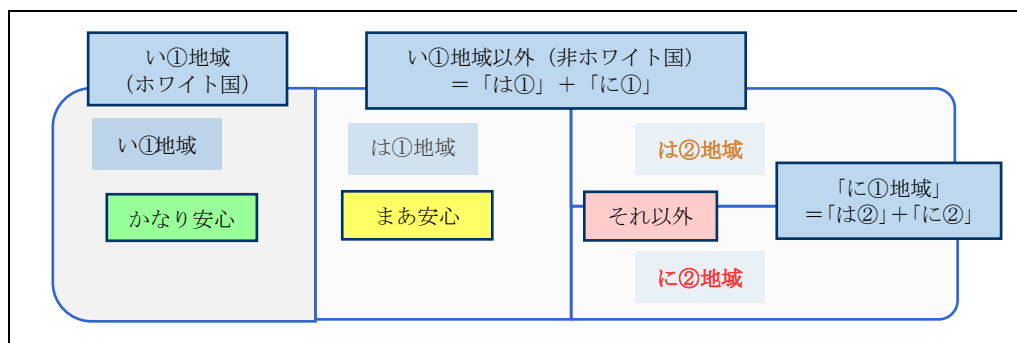 い①地域
（ホワイト国）
い①地域以外（非ホワイト国）
＝「は①」＋「に①」
い①地域
は①地域
は②地域
かなり安心
まあ安心
それ以外
「に①地域」
＝「は②」＋「に②」
に②地域